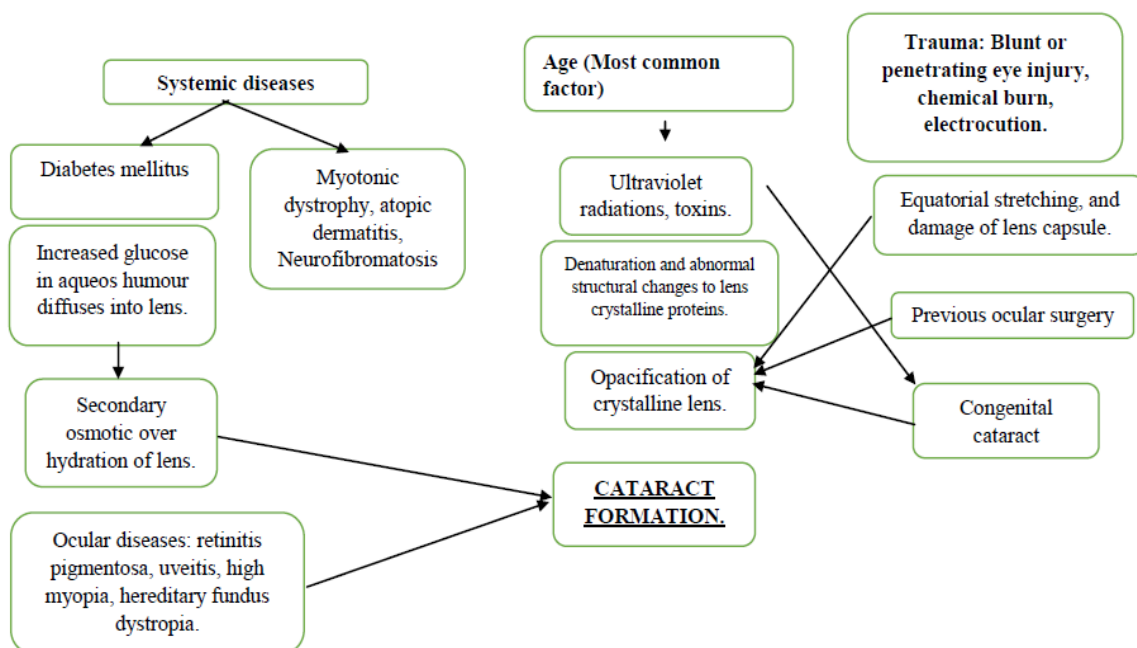 Systemic diseases
Diabetes mellitus
Increased glucose
in aqueos humour
diffuses into lens.
Secondary
osmotic over
hydration of lens.
Ocular diseases: retinitis
pigmentosa, uveitis, high
myopia, hereditary fundus
dystropia.
Myotonic
dystrophy, atopic
dermatitis,
Neurofibromatosis
Age (Most common
factor)
Ultraviolet
radiations, toxins.
Denaturation and abnormal
structural changes to lens
crystalline proteins.
Opacification of
crystalline lens.
CATARACT
FORMATION.
Trauma: Blunt or
penetrating eye injury,
chemical burn,
electrocution.
Equatorial stretching, and
damage of lens capsule.
Previous ocular surgery
Congenital
cataract